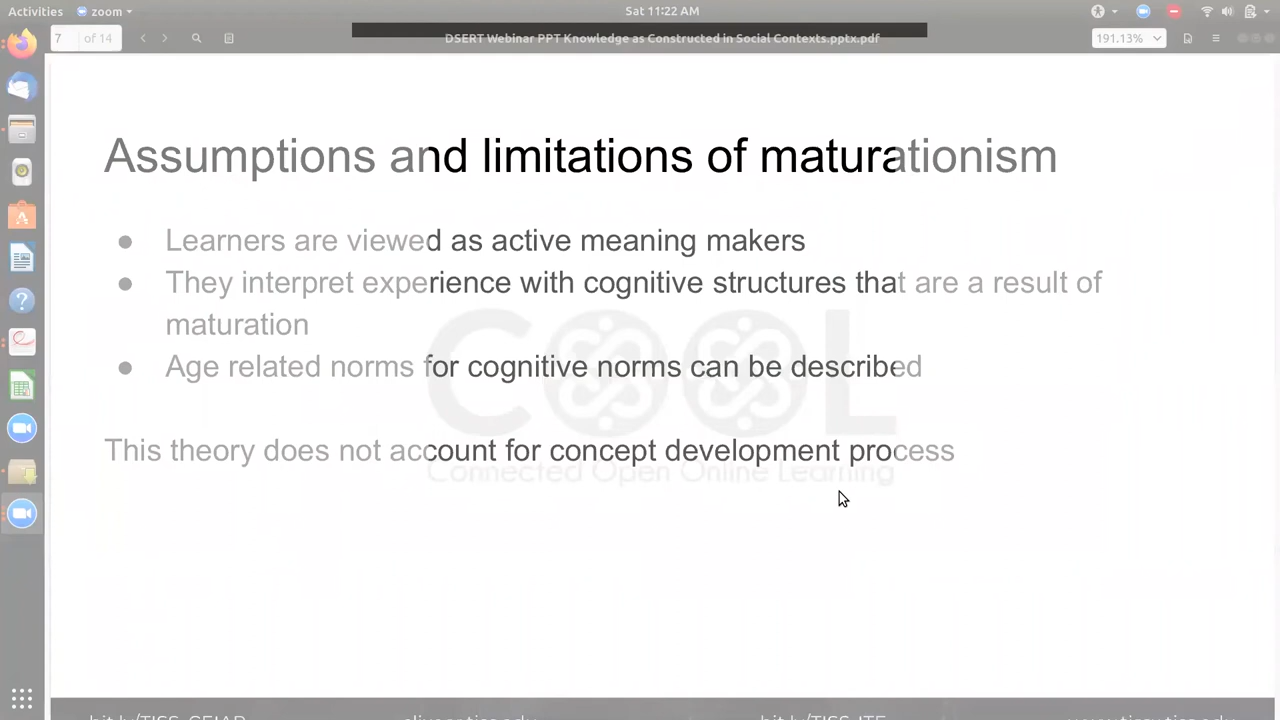 Activities zoom Sat 11:22 AM
7 of 14 DSERT Webinar PPT Knowledge as Constructed in Social Contexts.pptx.pdf 191.13%
Assumptions and limitations of maturationism
● Learners are viewed as active meaning makers
● They interpret experience with cognitive structures that are a result of
maturation
● Age related norms for cognitive norms can be described
COOL
This theory does not account for concept development process
Connected Open Online Learning